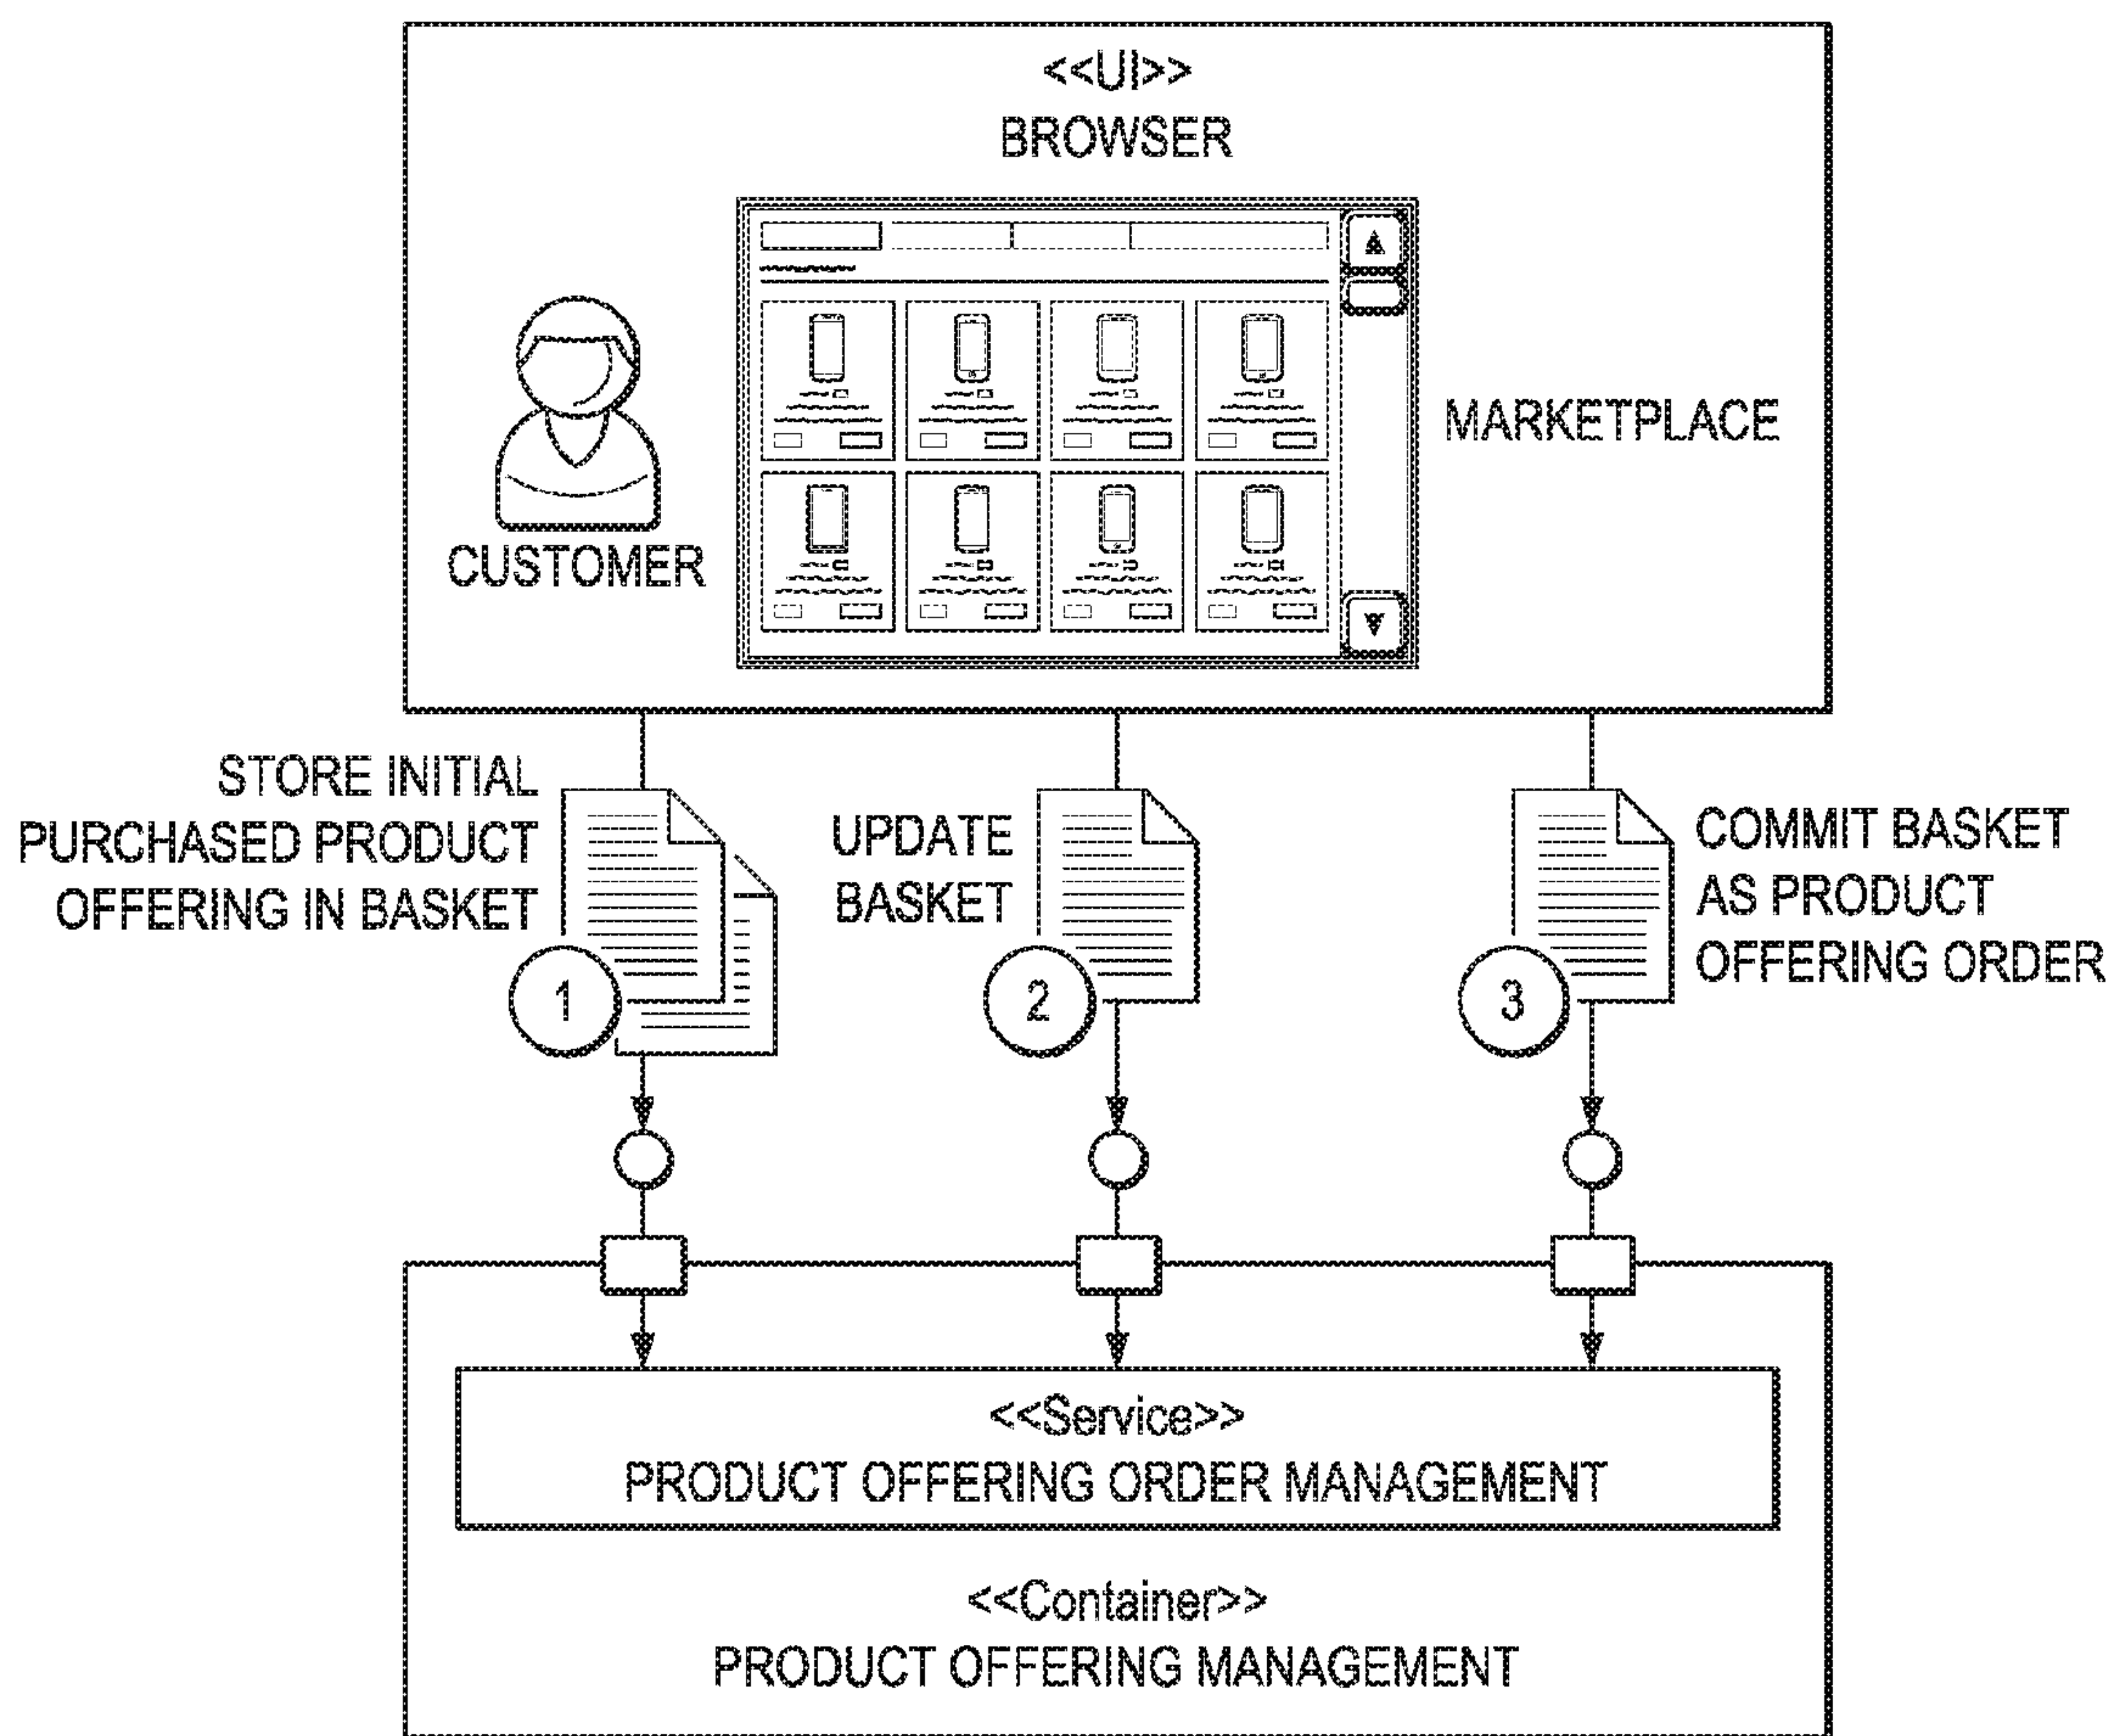 <<UI>>
BROWSER
MARKETPLACE
CUSTOMER
STORE INITIAL
PURCHASED PRODUCT
OFFERING IN BASKET
1
UPDATE
BASKET
2
COMMIT BASKET
AS PRODUCT
OFFERING ORDER
3
<<Service>>
PRODUCT OFFERING ORDER MANAGEMENT
<<Container>>
PRODUCT OFFERING MANAGEMENT